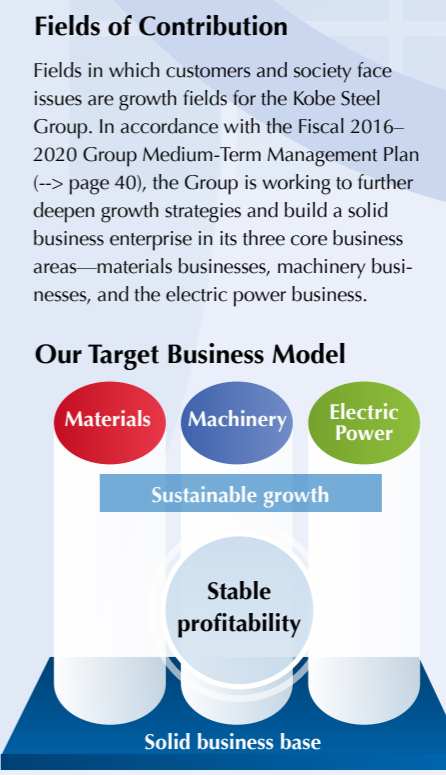 Fields of Contribution
Fields in which customers and society face
issues are growth fields for the Kobe Steel
Group. In accordance with the Fiscal 2016–
2020 Group Medium-Term Management Plan
(--> page 40), the Group is working to further
deepen growth strategies and build a solid
business enterprise in its three core business
areas—materials businesses, machinery busi-
nesses, and the electric power business.
Our Target Business Model
Materials
Machinery
Electric
Power
Sustainable growth
Stable
profitability
Solid business base